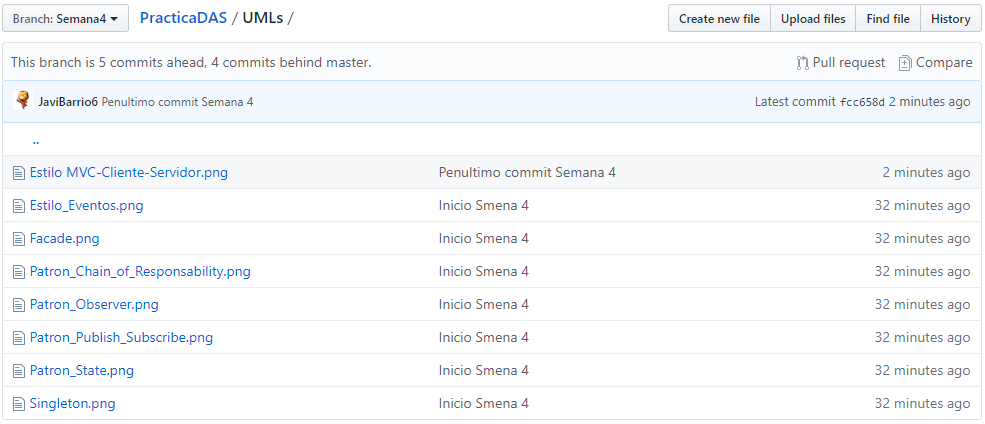 Branch: Semana4 PracticaDAS / UMLs / Create new file Upload files Find file History
This branch is 5 commits ahead, 4 commits behind master. Pull request Compare
JaviBarrio6 Penultimo commit Semana 4 Latest commit fcc658d 2 minutes ago
..
Estilo MVC-Cliente-Servidor.png Penultimo commit Semana 4 2 minutes ago
Estilo_Eventos.png Inicio Smena 4 32 minutes ago
Facade.png Inicio Smena 4 32 minutes ago
Patron_Chain_of_Responsability.png Inicio Smena 4 32 minutes ago
Patron_Observer.png Inicio Smena 4 32 minutes ago
Patron_Publish_Subscribe.png Inicio Smena 4 32 minutes ago
Patron_State.png Inicio Smena 4 32 minutes ago
Singleton.png Inicio Smena 4 32 minutes ago